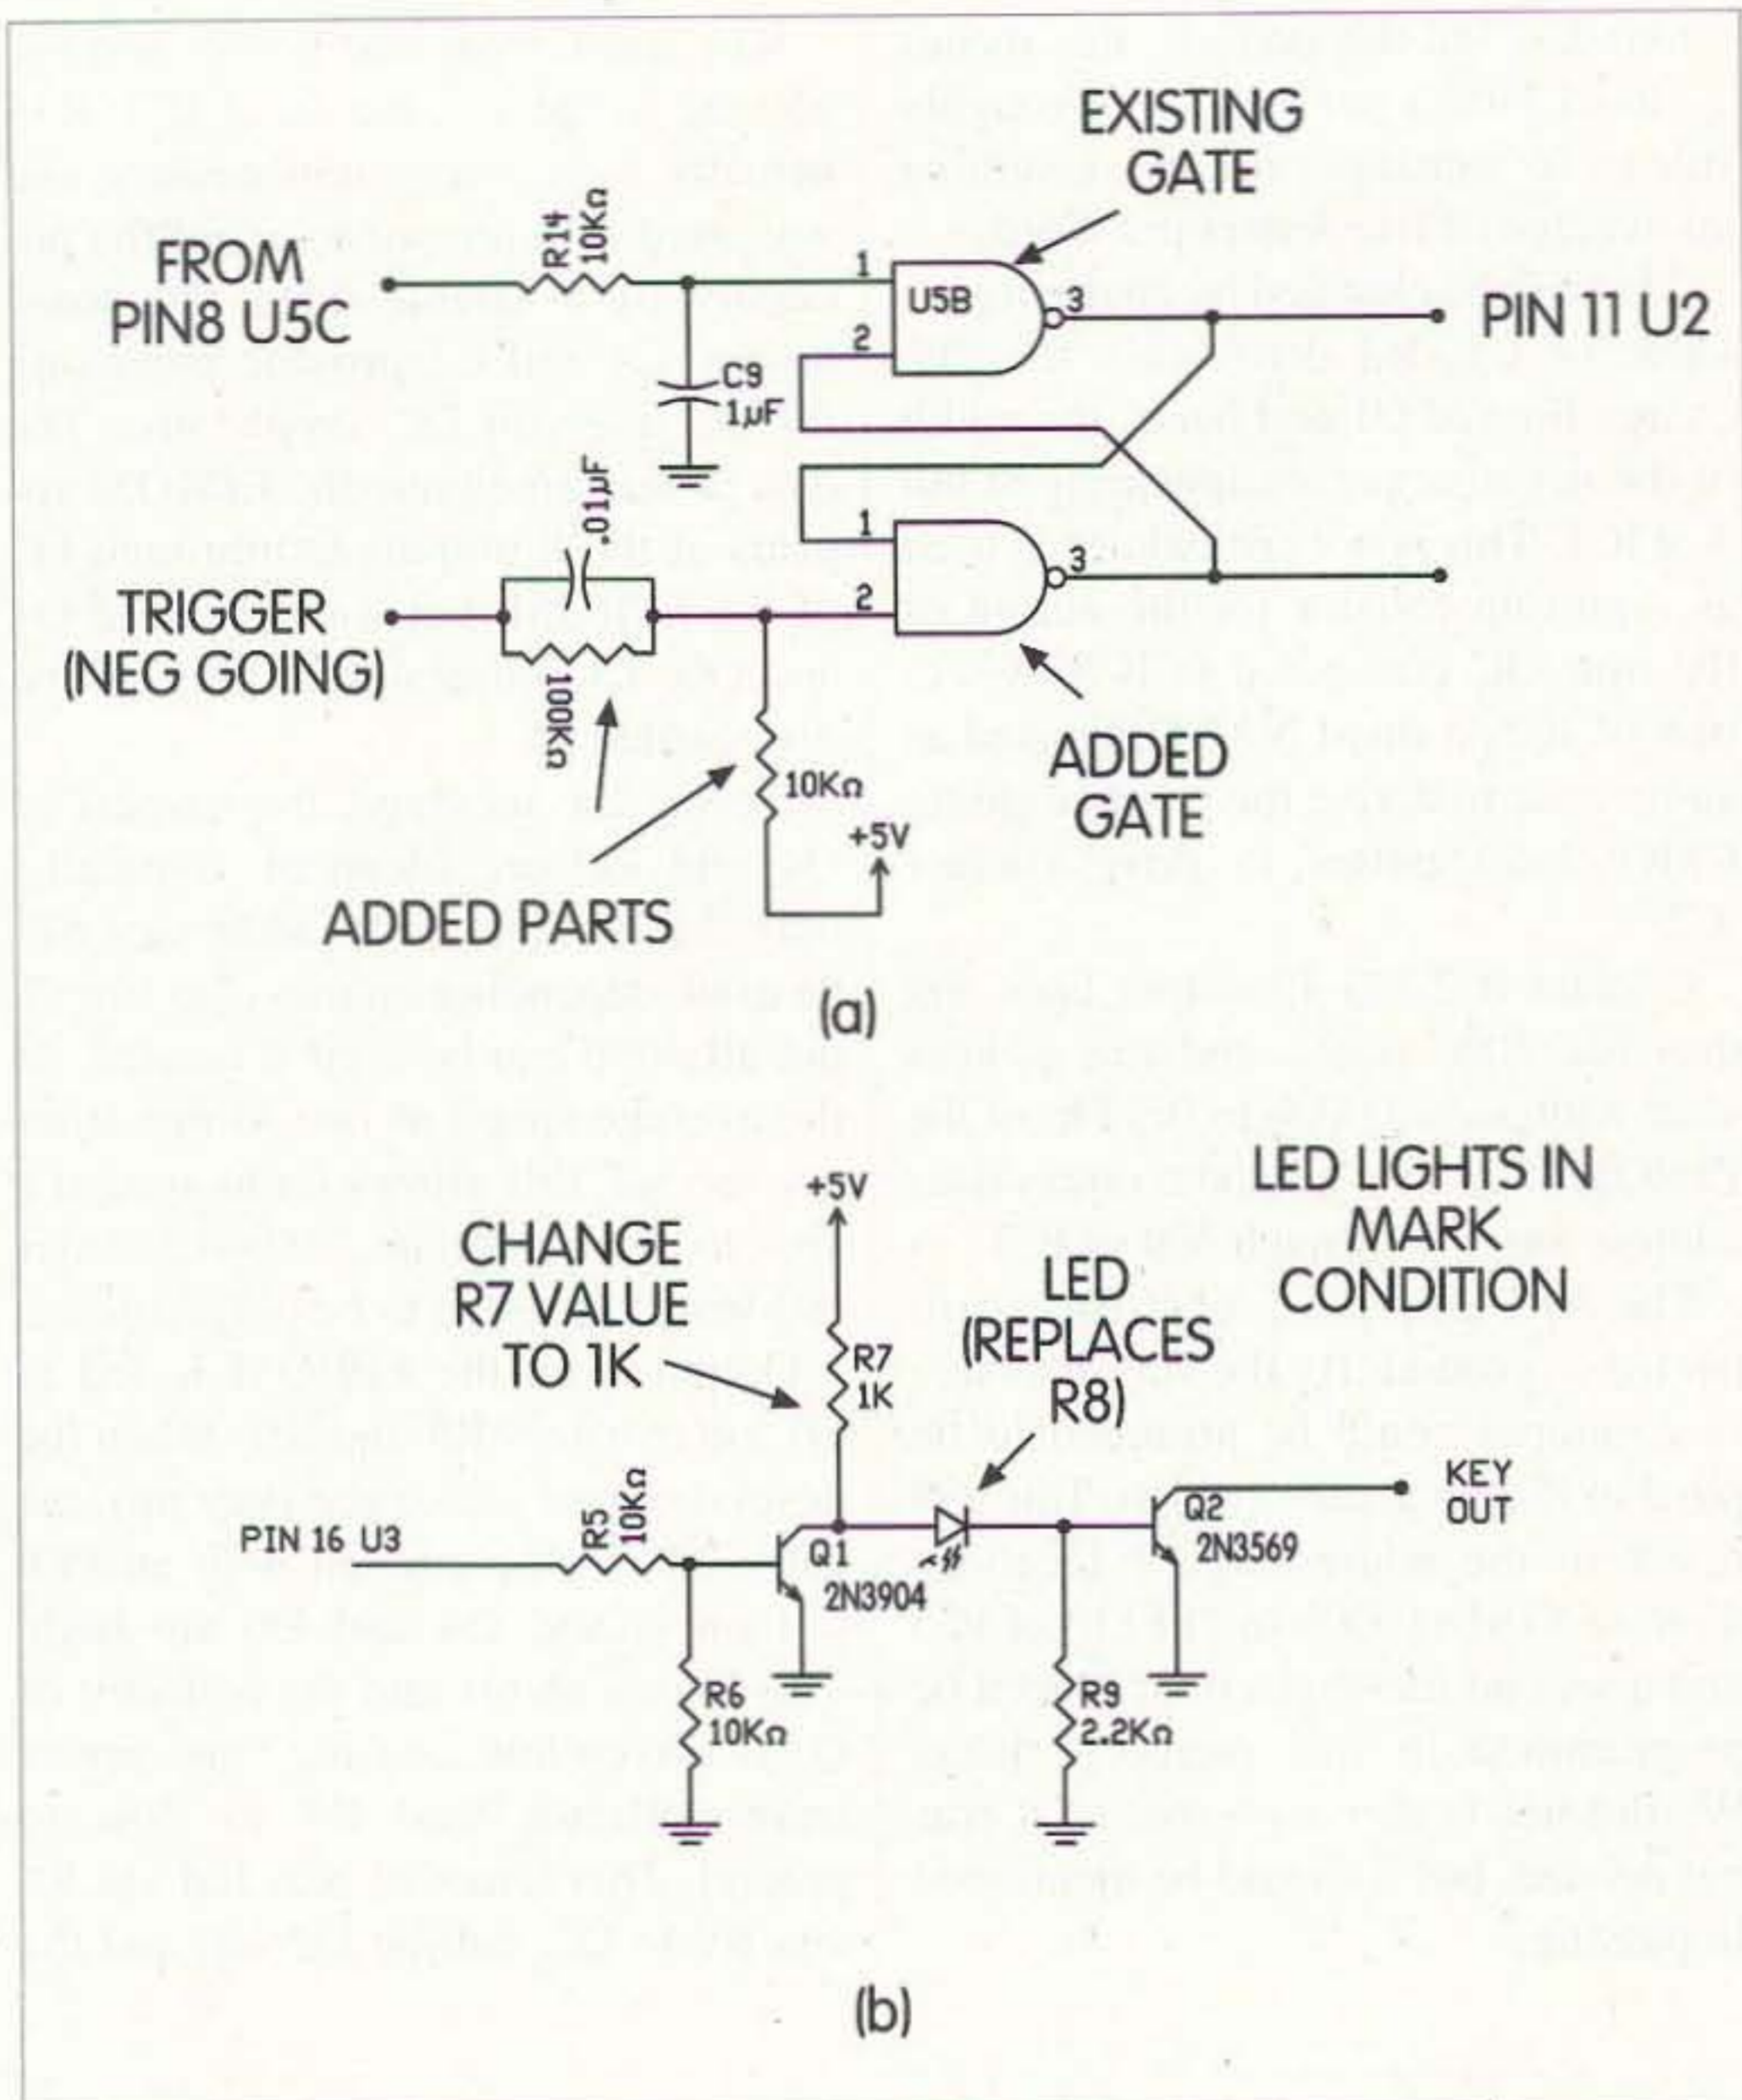 EXISTING
GATE
FROM
PIN8 U5C
R14
10KΩ
1
U5B
3
PIN 11 U2
2
C9
1µF
.01µF
1
3
TRIGGER
(NEG GOING)
2
100KΩ
10KΩ
+5V
ADDED
GATE
ADDED PARTS
(a)
LED LIGHTS IN
MARK
CONDITION
+5V
CHANGE
R7 VALUE
TO 1K
LED
(REPLACES
R8)
R7
1K
KEY
OUT
PIN 16 U3
R5
10KΩ
Q1
2N3904
Q2
2N3569
R6
10KΩ
R9
2.2KΩ
(b)